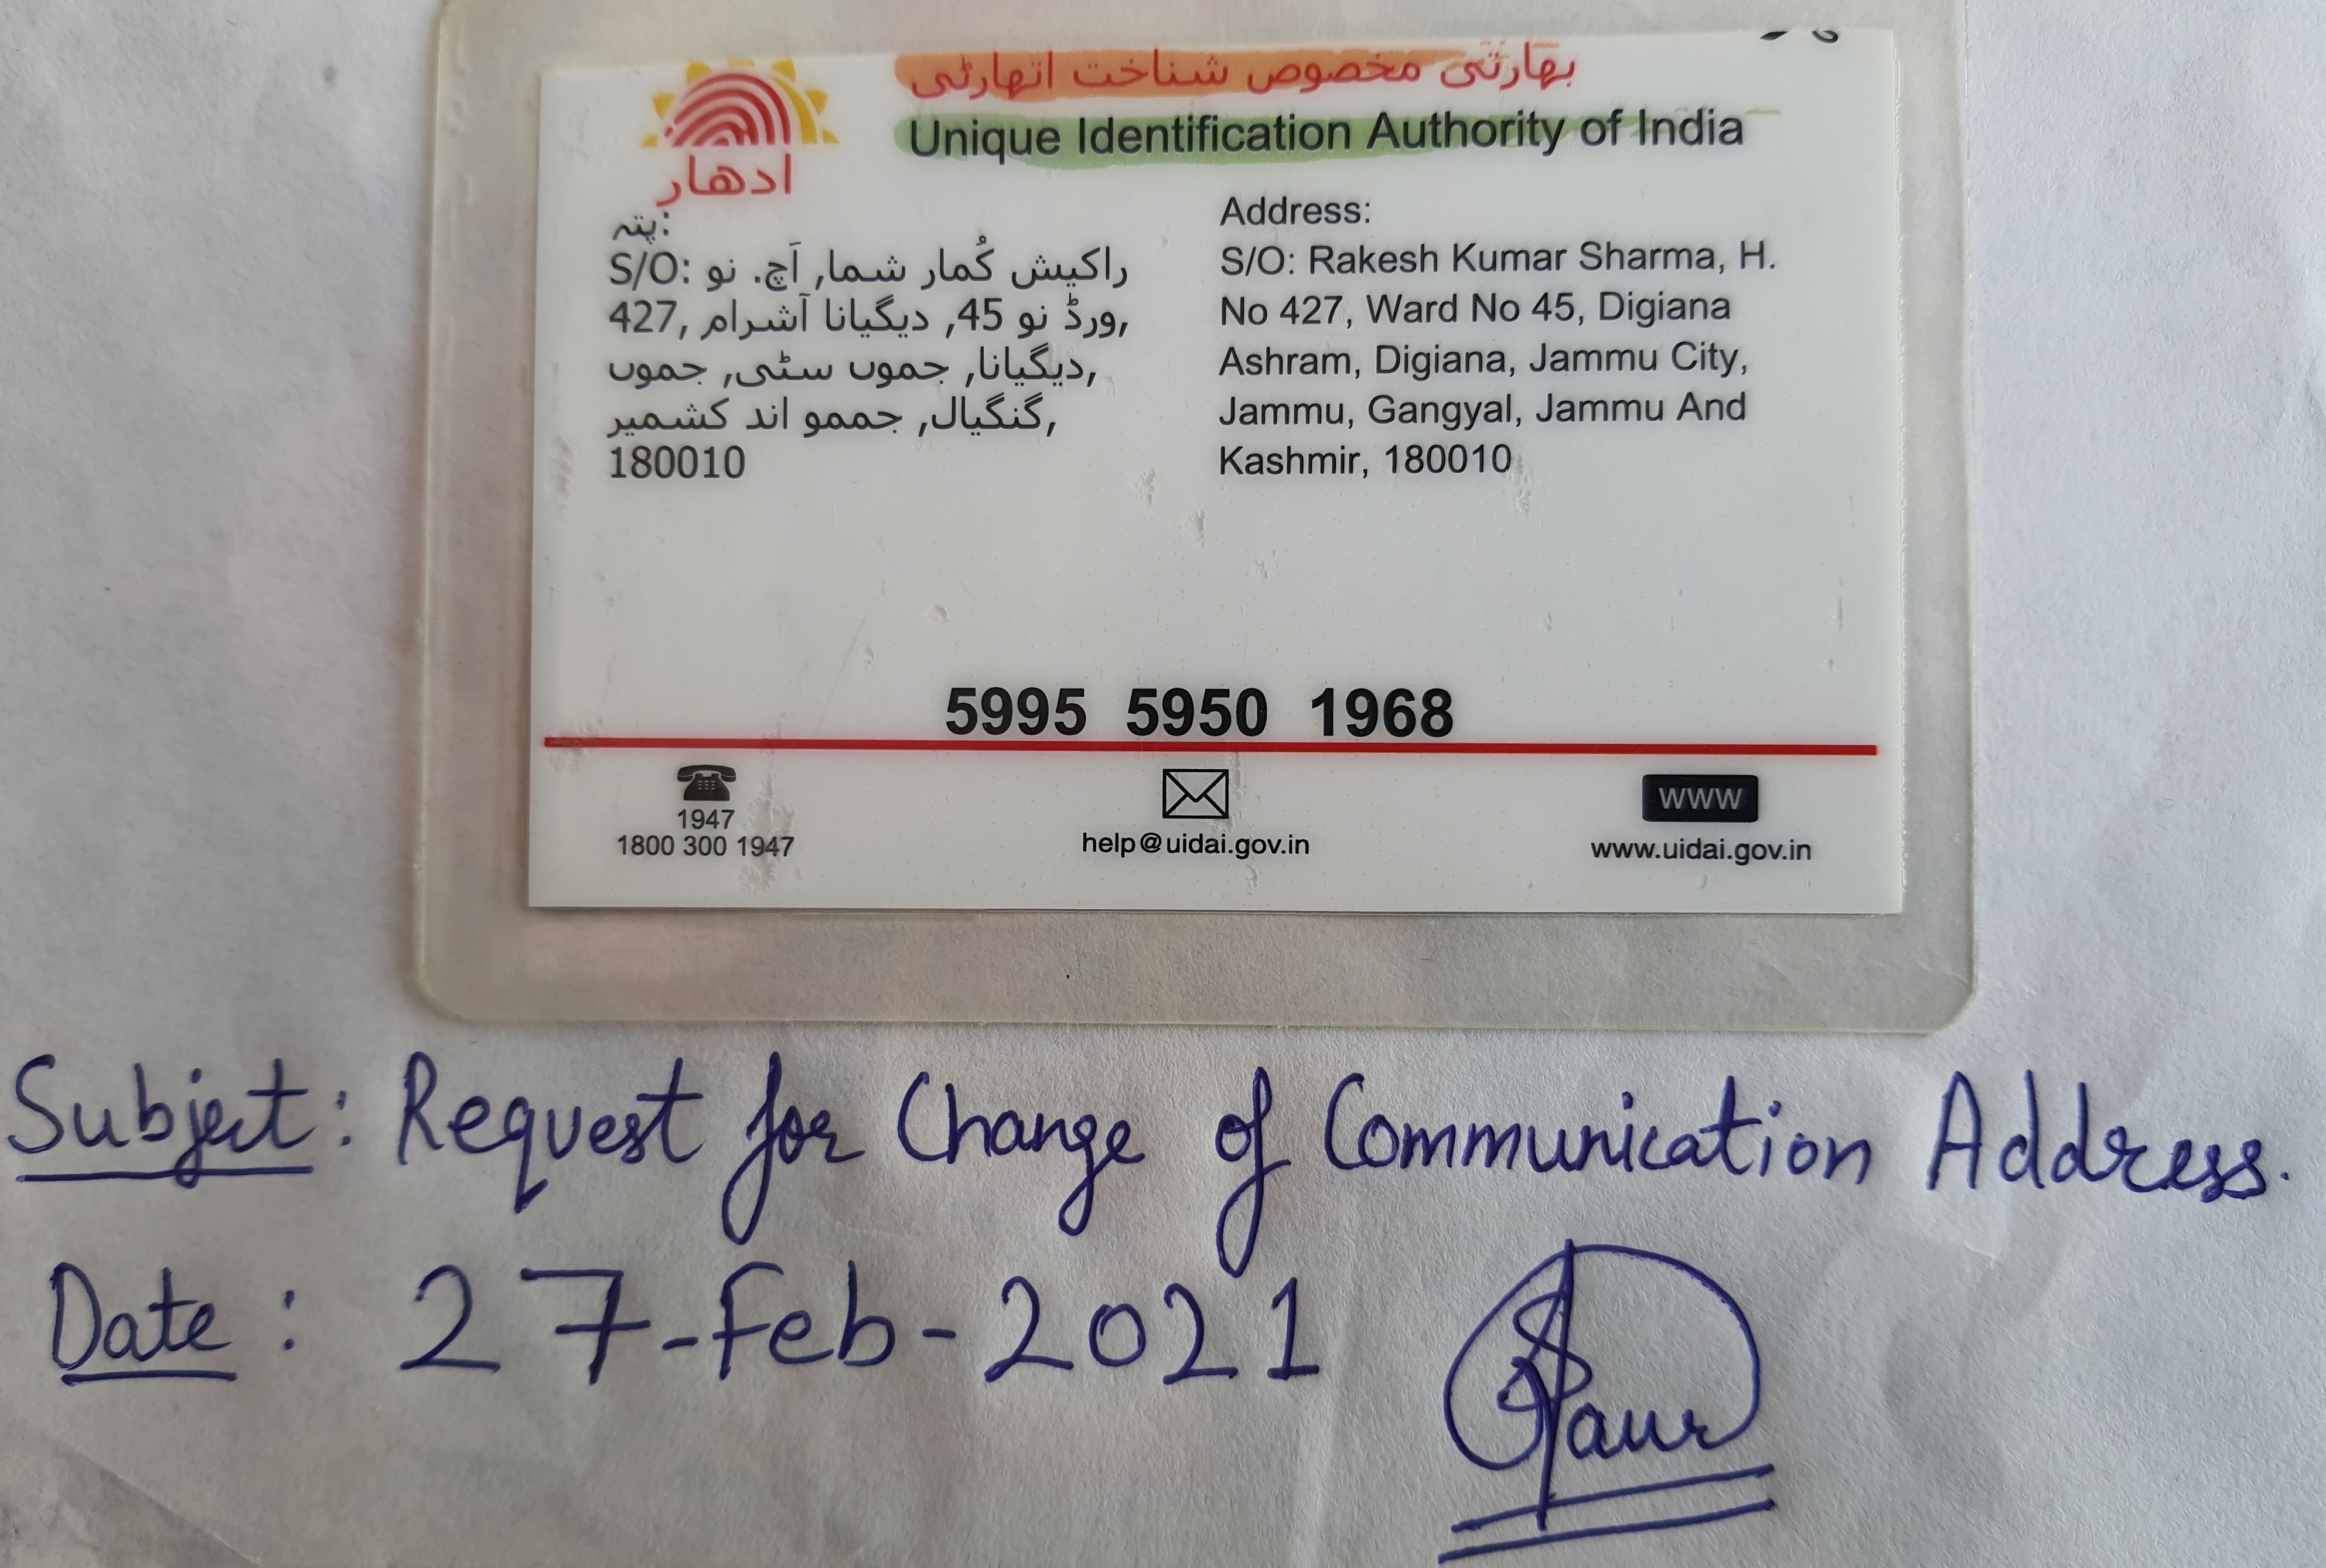 بھارتی مخصوص شناخت اتھارٹی
Unique Identification Authority of India
ادھار
پتہ:
S/O: راکیش کُمار شما, اَچ. نو
427, ورڈ نو 45, دیگیانا آشرام,
دیگیانا, جموں سٹی, جموں,
گنگیال, جممو اند کشمیر,
180010
Address:
S/O: Rakesh Kumar Sharma, H.
No 427, Ward No 45, Digiana
Ashram, Digiana, Jammu City,
Jammu, Gangyal, Jammu And
Kashmir, 180010
5995 5950 1968
1947
1800 300 1947
help@uidai.gov.in
WWW
www.uidai.gov.in
Subject: Request for Change of Communication Address.
Date: 27-Feb-2021